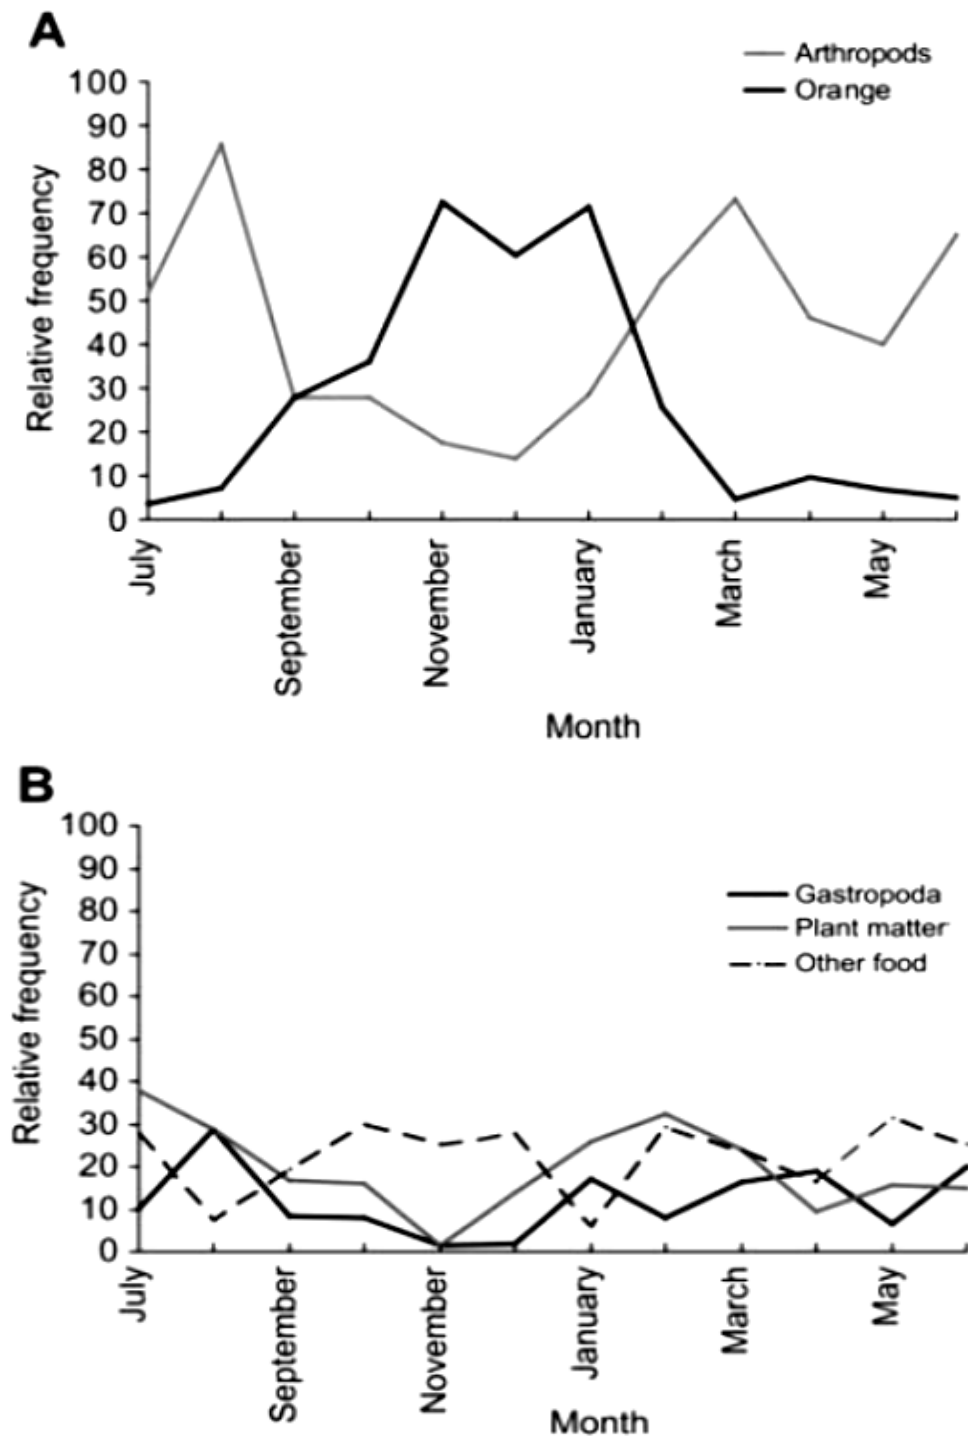 A
Arthropods
Orange
100
90
80
70
60
50
40
30
20
10
0
Relative frequency
July
September
November
January
March
May
Month
B
100
90
80
70
60
50
40
30
20
10
0
Relative frequency
Gastropoda
Plant matter
Other food
July
September
November
January
March
May
Month